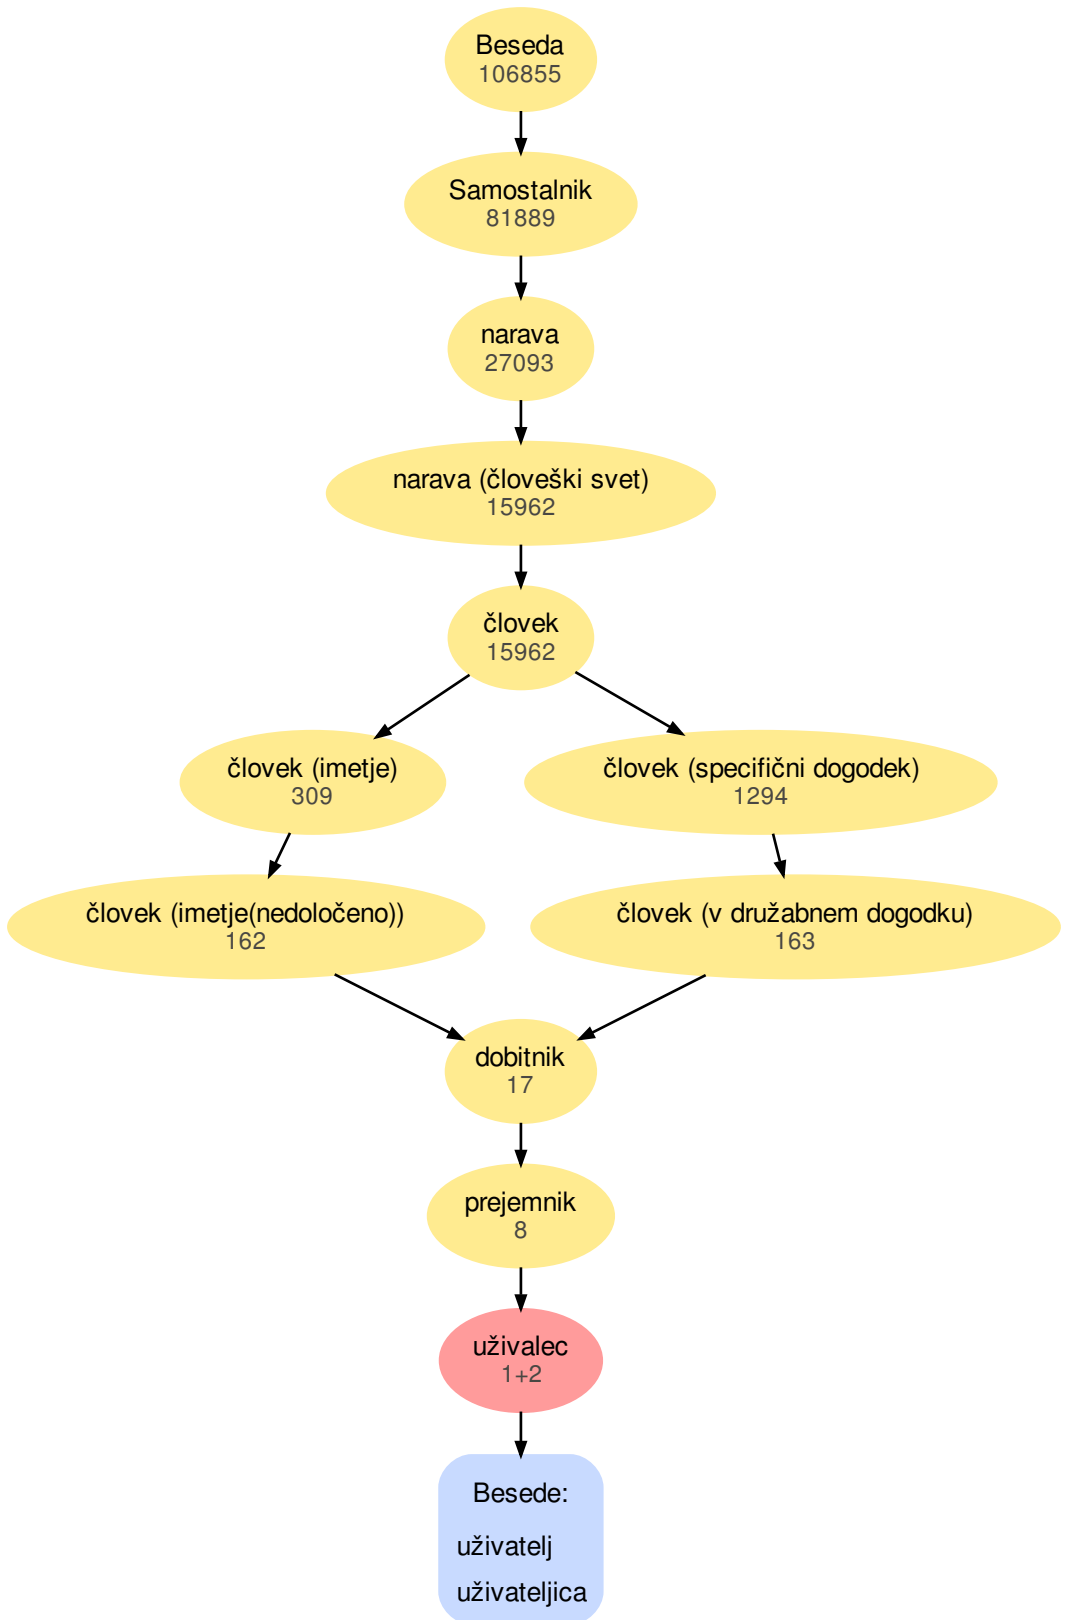 Beseda
106855
Samostalnik
81889
narava
27093
narava (človeški svet)
15962
človek
15962
človek (imetje)
309
človek (specifični dogodek)
1294
človek (imetje(nedoločeno))
162
človek (v družabnem dogodku)
163
dobitnik
17
prejemnik
8
uživalec
1+2
Besede:
uživatelj
uživateljica